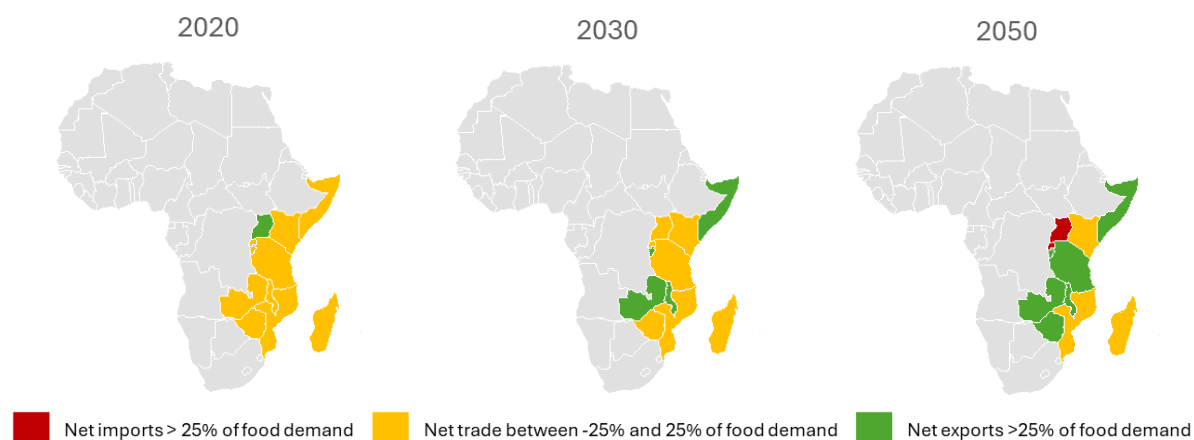 2020
2030
2050
Net imports > 25% of food demand
Net trade between -25% and 25% of food demand
Net exports >25% of food demand